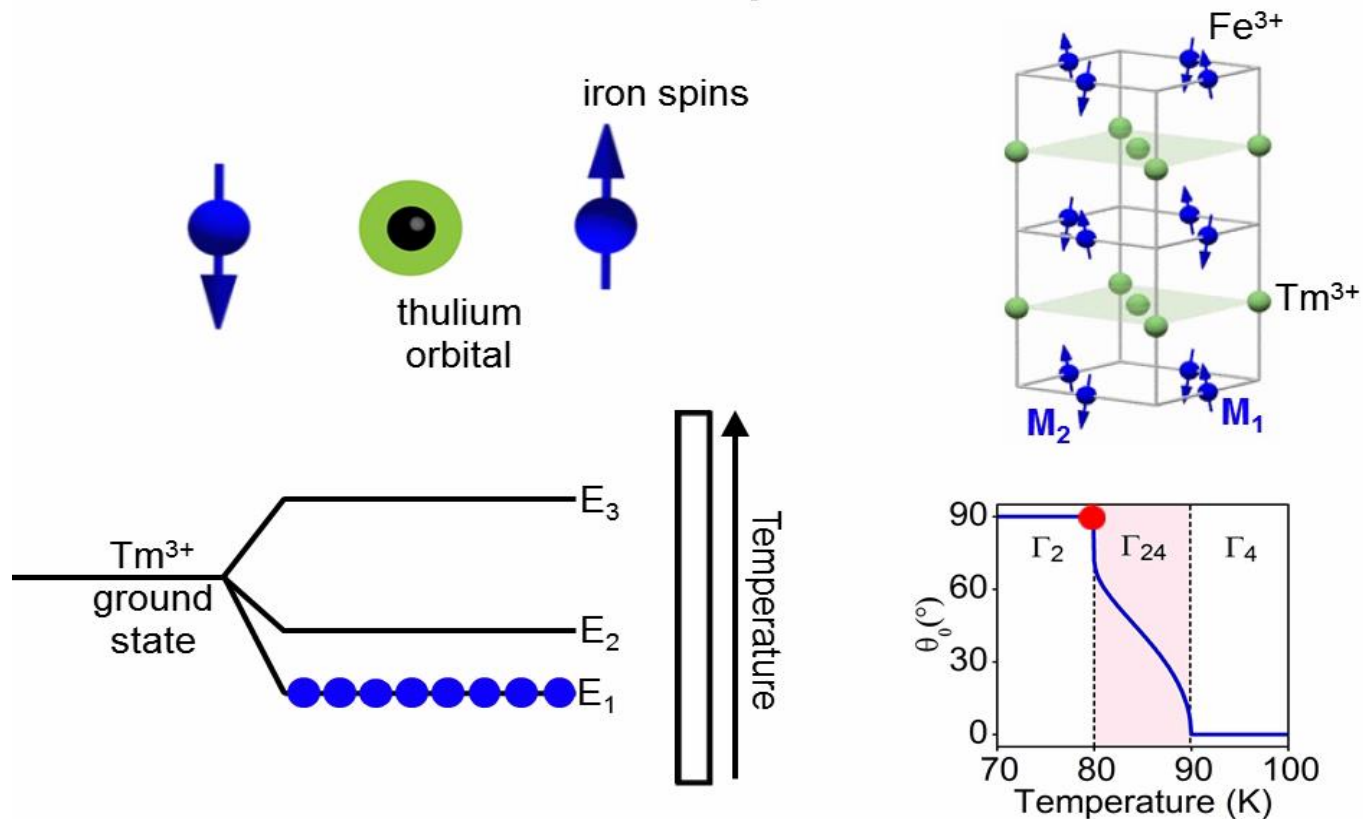 iron spins
thulium
orbital
Fe³⁺
Tm³⁺
M₂
M₁
Tm³⁺
ground
state
E₃
E₂
E₁
Temperature
θ₀(°)
90
60
30
0
Γ₂
Γ₂₄
Γ₄
70
80
90
100
Temperature (K)